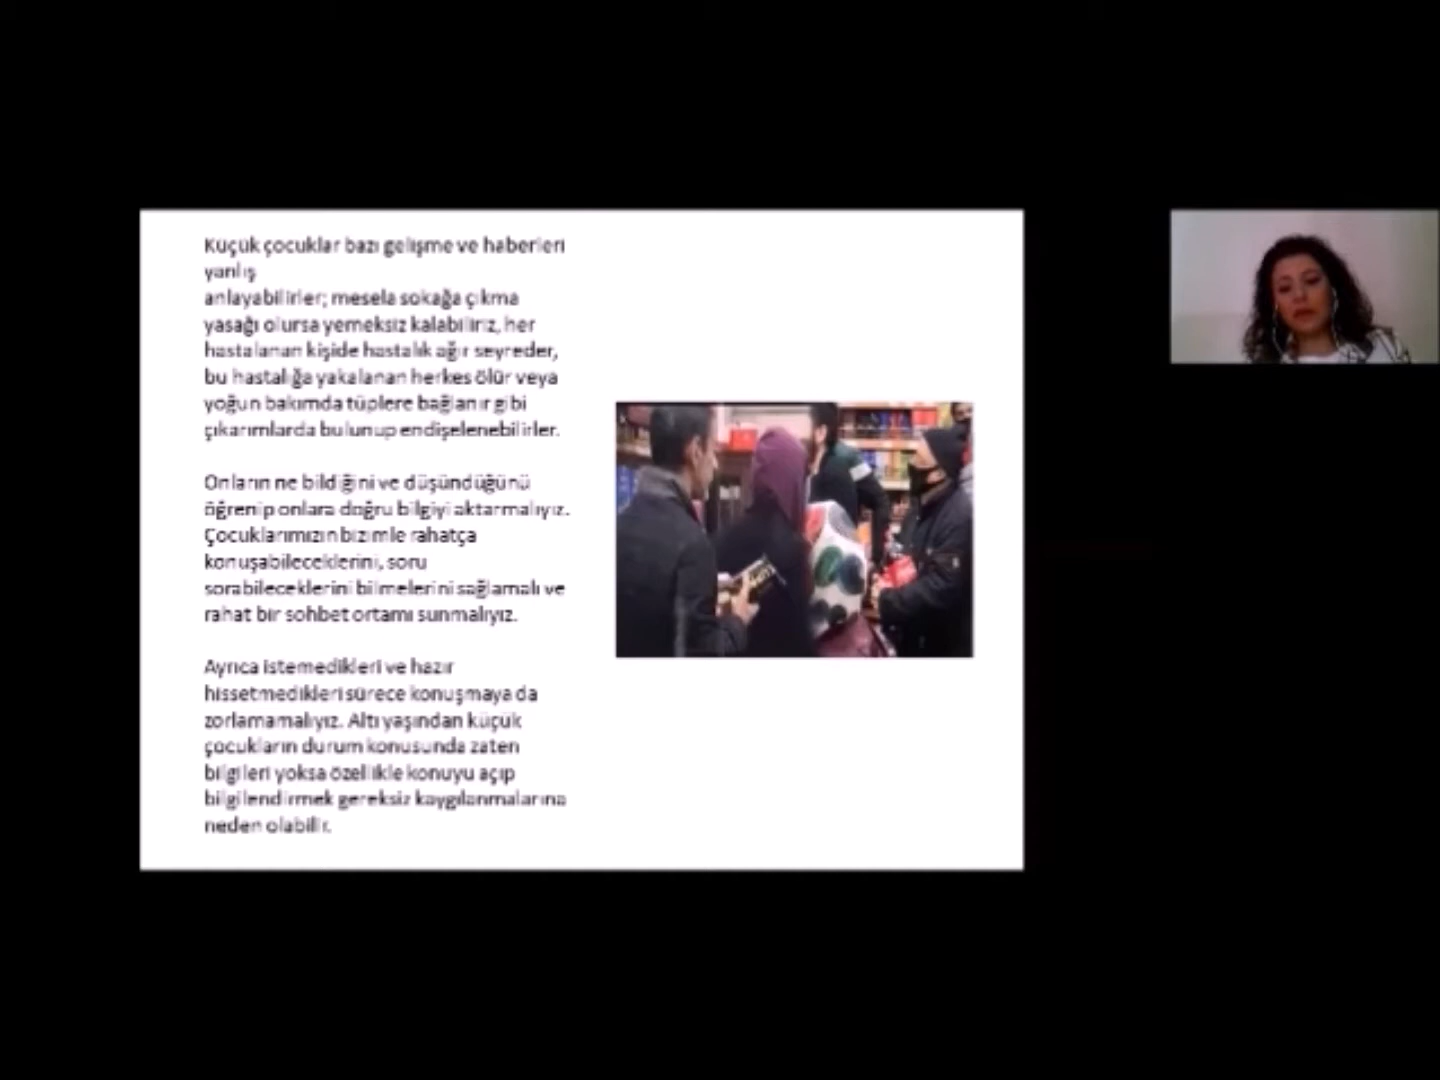 Küçük çocuklar bazı gelişme ve haberleri
yanlış
anlayabilirler; mesela sokağa çıkma
yasağı olursa yemeksiz kalabiliriz, her
hastalanan kişide hastalık ağır seyreder,
bu hastalığa yakalanan herkes ölür veya
yoğun bakımda tüplere bağlanır gibi
çıkarımlarda bulunup endişelenebilirler.
Onların ne bildiğini ve düşündüğünü
öğrenip onlara doğru bilgiyi aktarmalıyız.
Çocuklarımızın bizimle rahatça
konuşabileceklerini, soru
sorabileceklerini bilmelerini sağlamalı ve
rahat bir sohbet ortamı sunmalıyız.
Ayrıca istemedikleri ve hazır
hissetmedikleri sürece konuşmaya da
zorlamamalıyız. Altı yaşından küçük
çocukların durum konusunda zaten
bilgileri yoksa özellikle konuyu açıp
bilgilendirmek gereksiz kaygılanmalarına
neden olabilir.